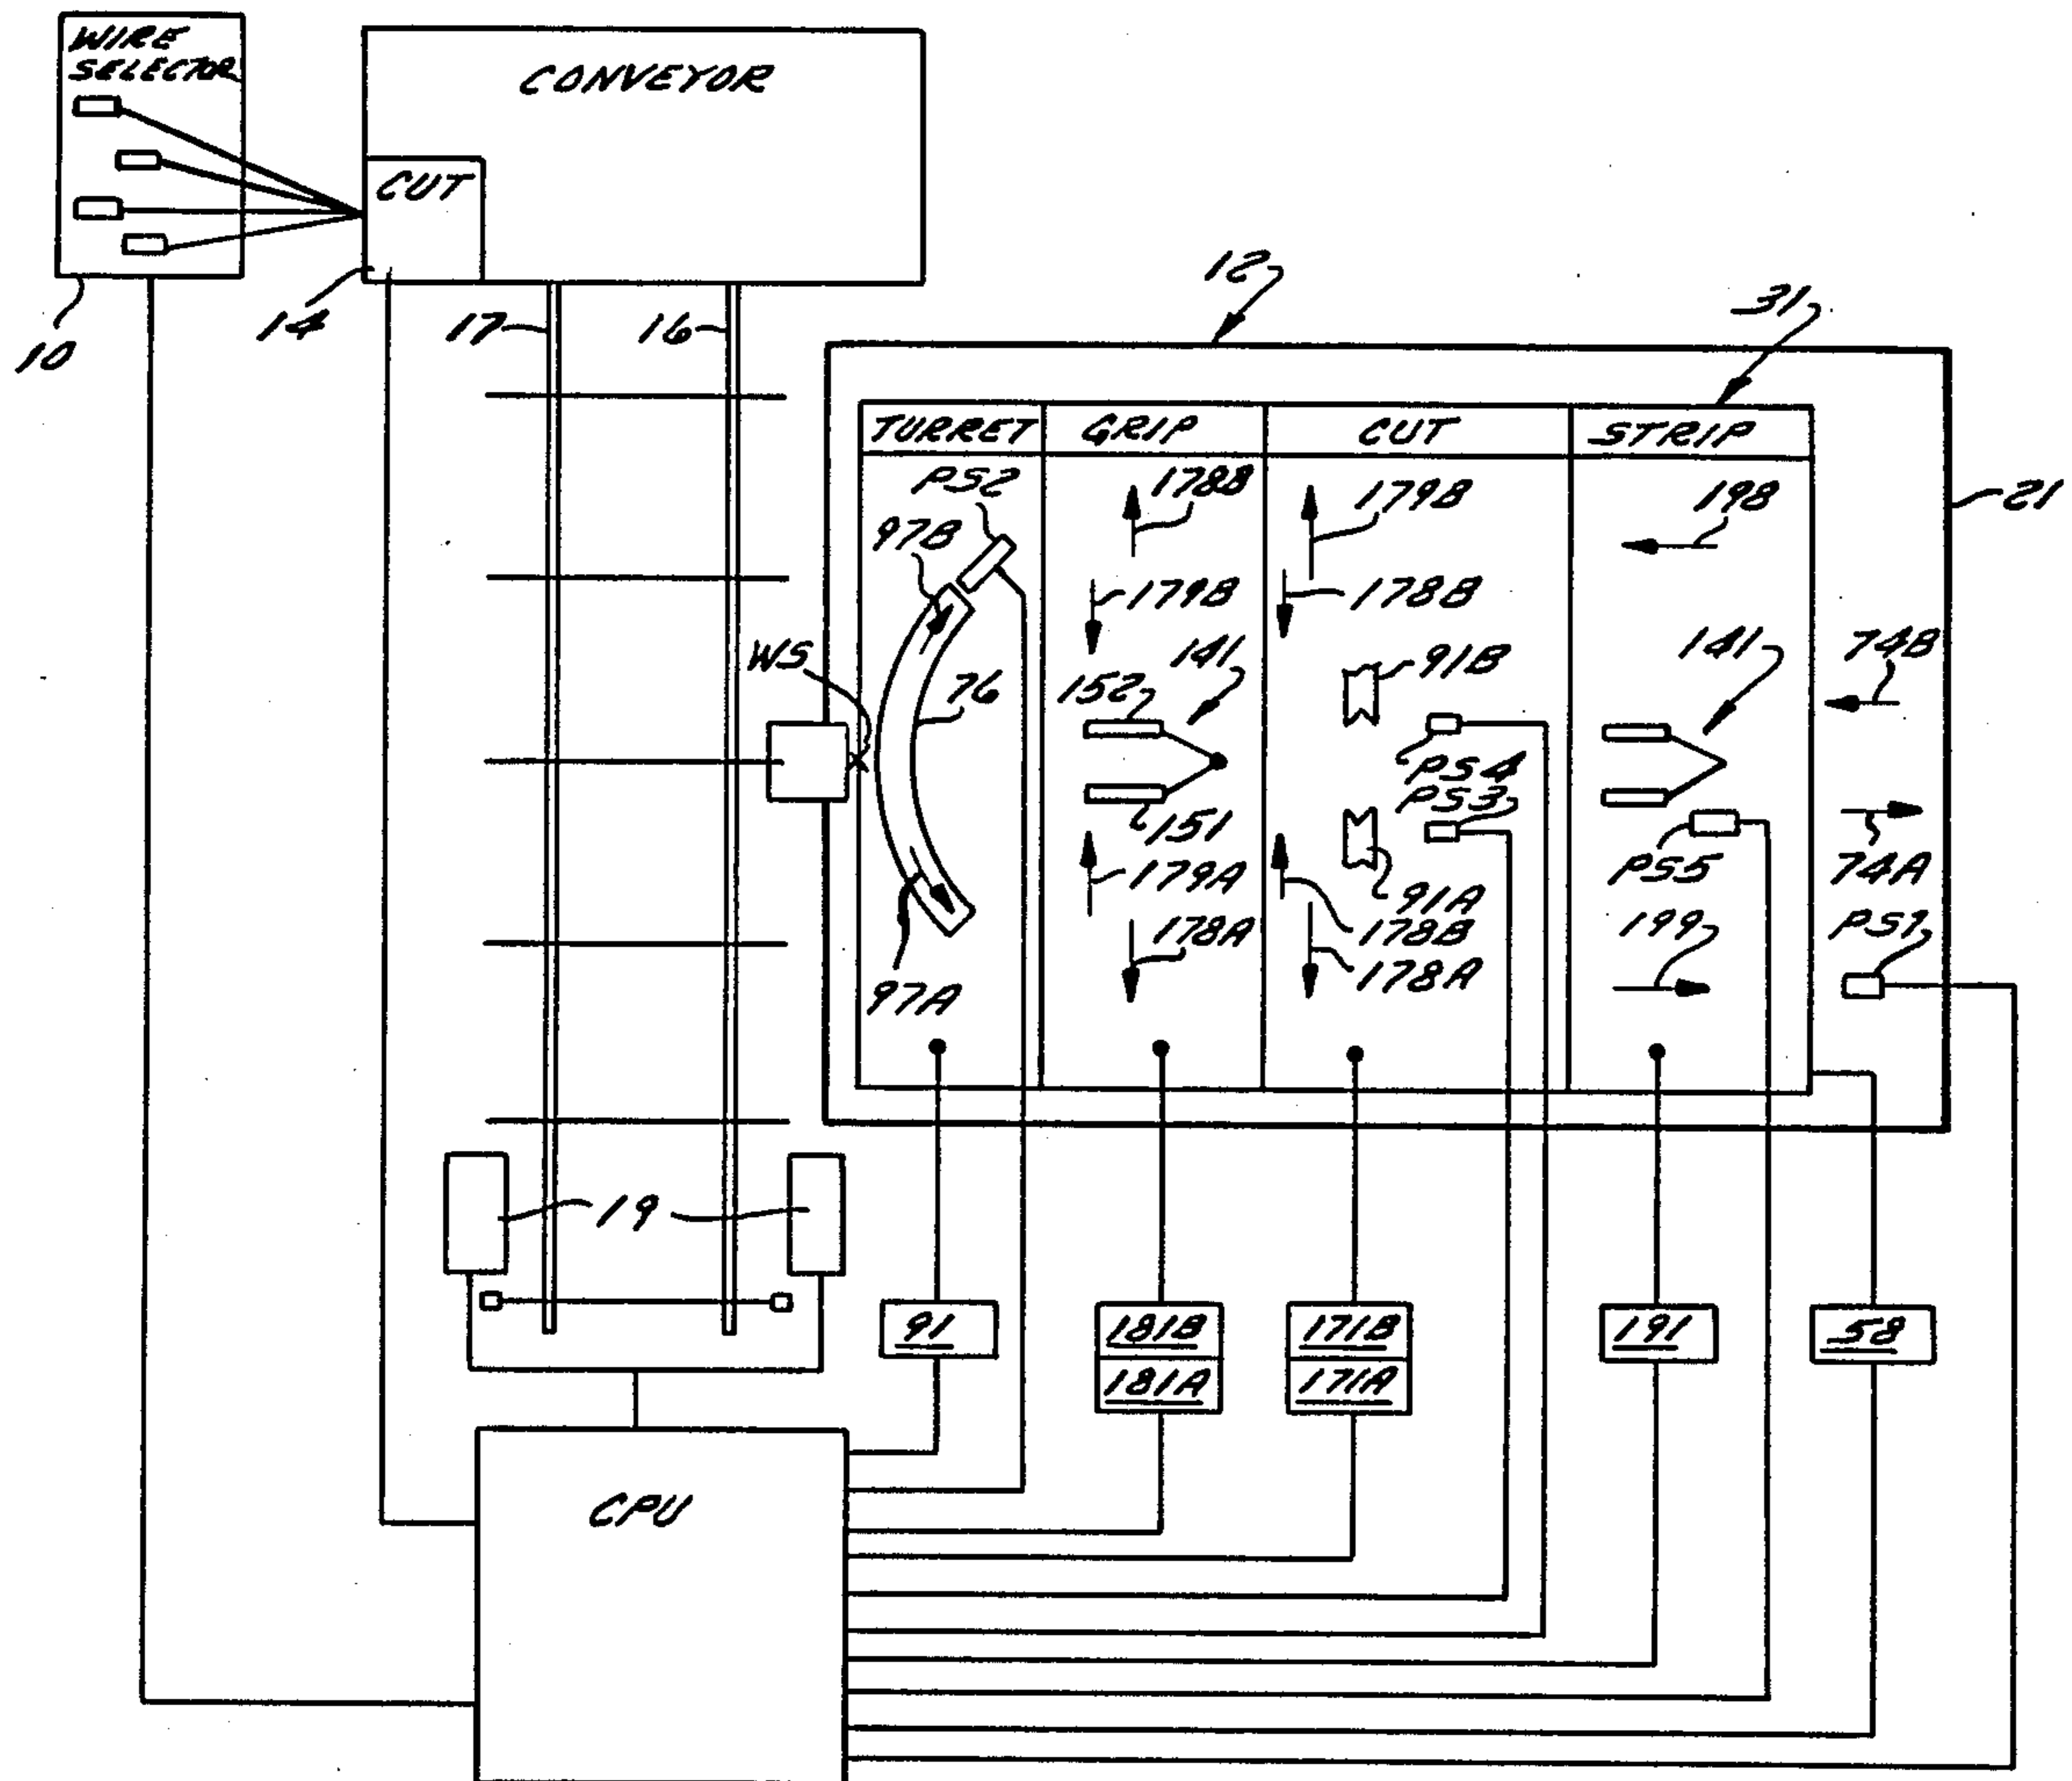 WIRE
SELECTOR
CONVEYOR
CUT
10
14
17
16
12
31
21
TURRET
GRIP
CUT
STRIP
PS2
97B
178B
179B
198
179B
178B
WS
76
152
141
91B
141
74B
PS4
PS3
151
PS5
74A
179A
91A
178A
178B
178A
199
PS1
97A
19
91
181B
181A
171B
171A
191
58
CPU